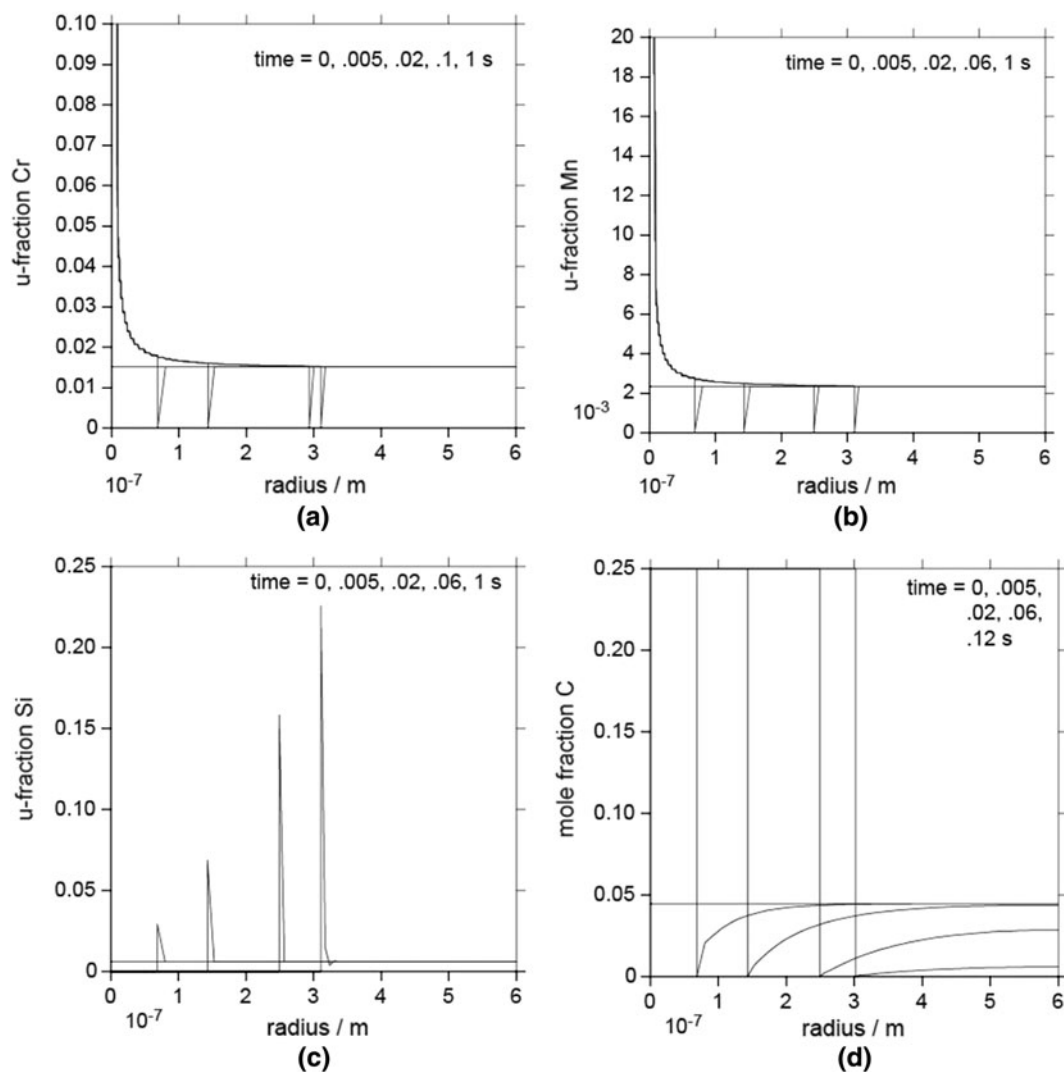 time = 0, .005, .02, .1, 1 s
u-fraction Cr
0.10
0.09
0.08
0.07
0.06
0.05
0.04
0.03
0.02
0.01
0
0 1 2 3 4 5 6
10-7
radius / m
(a)
time = 0, .005, .02, .06, 1 s
u-fraction Mn
20
18
16
14
12
10
8
6
4
2
0
10-3
0 1 2 3 4 5 6
10-7
radius / m
(b)
time = 0, .005, .02, .06, 1 s
u-fraction Si
0.25
0.20
0.15
0.10
0.05
0
0 1 2 3 4 5 6
10-7
radius / m
(c)
time = 0, .005,
.02, .06,
.12 s
mole fraction C
0.25
0.20
0.15
0.10
0.05
0
0 1 2 3 4 5 6
10-7
radius / m
(d)